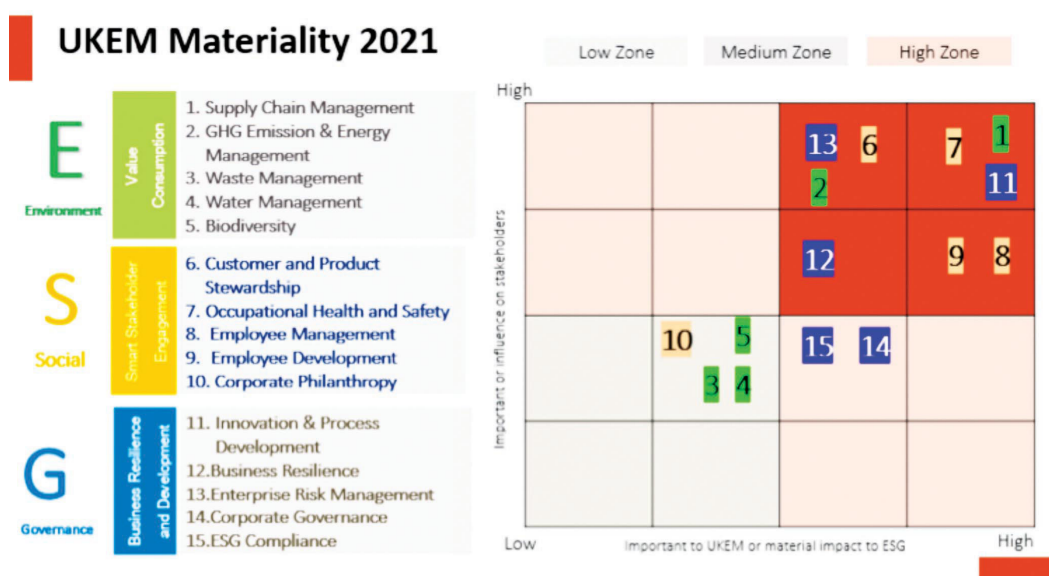 UKEM Materiality 2021
E
Environment
Value
Consumption
1. Supply Chain Management
2. GHG Emission & Energy
Management
3. Waste Management
4. Water Management
5. Biodiversity
S
Social
Smart Stakeholder
Engagement
6. Customer and Product
Stewardship
7. Occupational Health and Safety
8. Employee Management
9. Employee Development
10. Corporate Philanthropy
G
Governance
Business Resilience
and Development
11. Innovation & Process
Development
12.Business Resilience
13.Enterprise Risk Management
14.Corporate Governance
15.ESG Compliance
Low Zone Medium Zone High Zone
High
Important or influence on stakeholders
13 6 7 1
2 11
12 9 8
10 5 15 14
3 4
Low Important to UKEM or material impact to ESG High